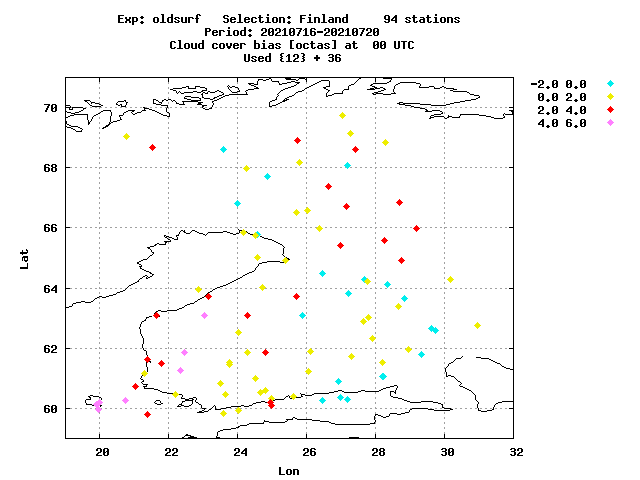 Exp: oldsurf   Selection: Finland     94 stations
Period: 20210716-20210720
Cloud cover bias [octas] at  00 UTC
Used {12} + 36
-2.0 0.0
0.0 2.0
2.0 4.0
4.0 6.0
70
68
66
64
62
60
Lat
20 22 24 26 28 30 32
Lon